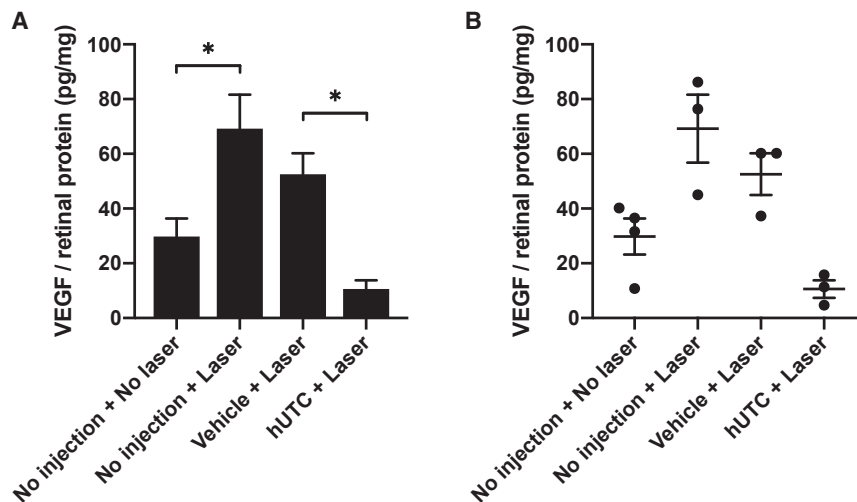 A
VEGF / retinal protein (pg/mg)
100
80
60
40
20
0
*
*
No injection + No laser
No injection + Laser
Vehicle + Laser
hUTC + Laser
B
VEGF / retinal protein (pg/mg)
100
80
60
40
20
0
No injection + No laser
No injection + Laser
Vehicle + Laser
hUTC + Laser